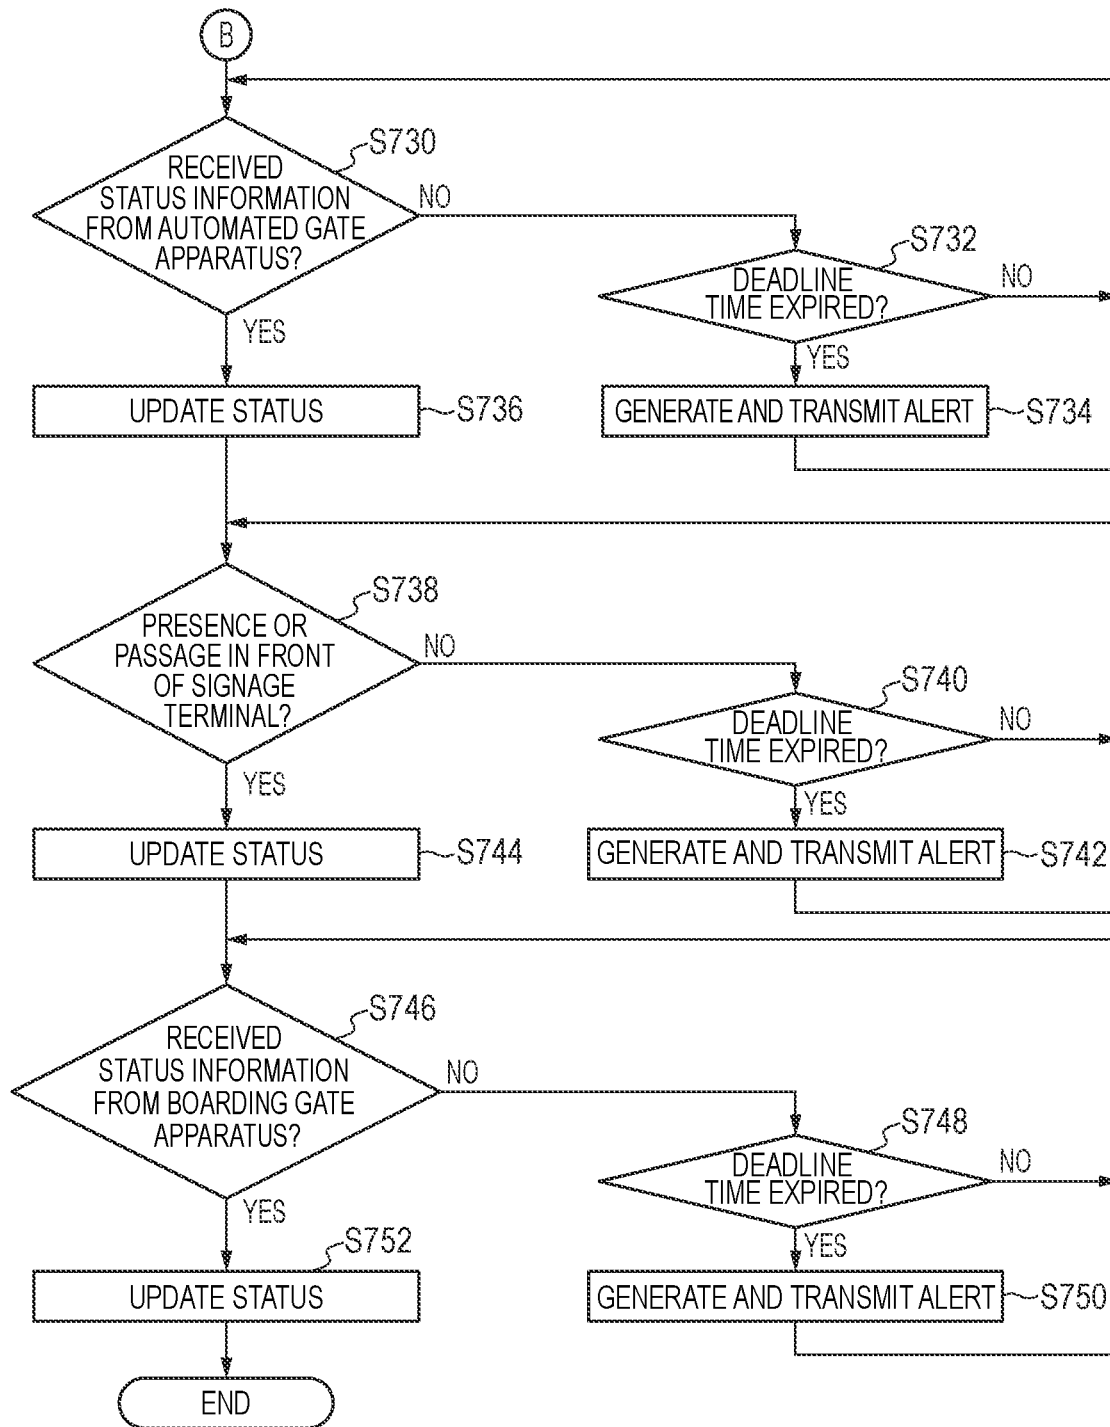 B
S730
RECEIVED
STATUS INFORMATION
FROM AUTOMATED GATE
APPARATUS?
NO
YES
S732
DEADLINE
TIME EXPIRED?
NO
YES
UPDATE STATUS
S736
GENERATE AND TRANSMIT ALERT
S734
S738
PRESENCE OR
PASSAGE IN FRONT
OF SIGNAGE
TERMINAL?
NO
YES
S740
DEADLINE
TIME EXPIRED?
NO
YES
UPDATE STATUS
S744
GENERATE AND TRANSMIT ALERT
S742
S746
RECEIVED
STATUS INFORMATION
FROM BOARDING GATE
APPARATUS?
NO
YES
S748
DEADLINE
TIME EXPIRED?
NO
YES
S752
UPDATE STATUS
GENERATE AND TRANSMIT ALERT
S750
END